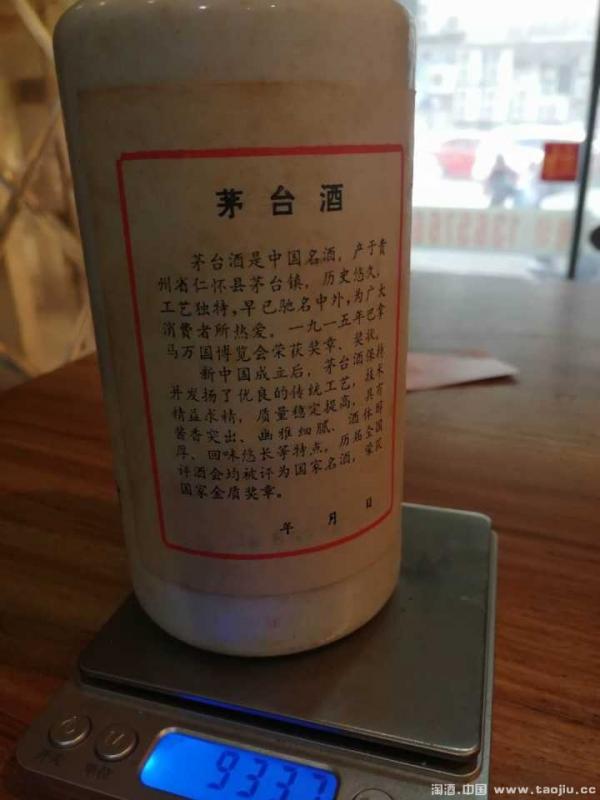 茅台酒
茅台酒是中国名酒，产于贵
州省仁怀县茅台镇，历史悠久，
工艺独特，早已驰名中外，为广大
消费者所热爱。一九一五年巴拿
马万国博览会荣获奖章、奖状。
新中国成立后，茅台酒保持
并发扬了优良的传统工艺，技术
精益求精，质量稳定提高，具有
酱香突出、幽雅细腻、酒体醇
厚、回味悠长等特点。历届全国
评酒会均被评为国家名酒，荣获
国家金质奖章。
年 月 日
9337
淘酒.中国 www.taojiu.cc